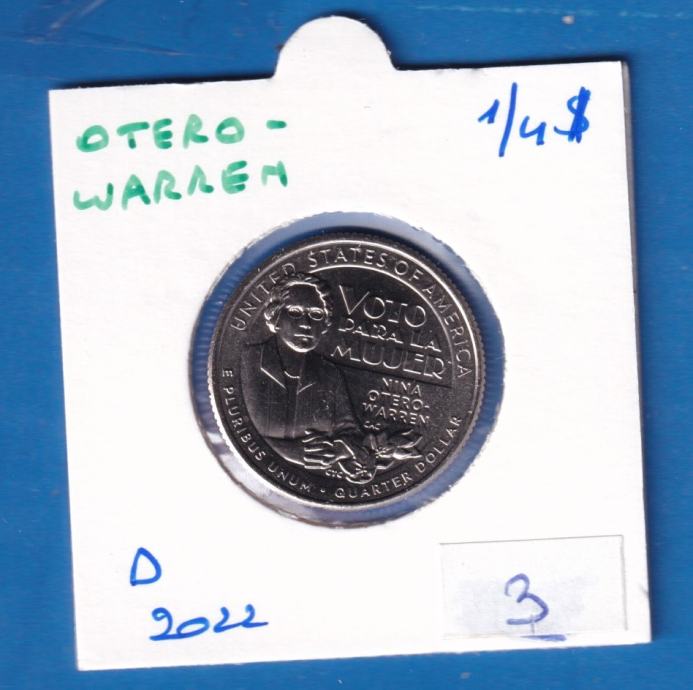 OTERO-
WARREN
1/4 $
UNITED STATES OF AMERICA
VOTO
PARA LA
MUJER
NINA
OTERO-
WARREN
E PLURIBUS UNUM • QUARTER DOLLAR
D
2022
3